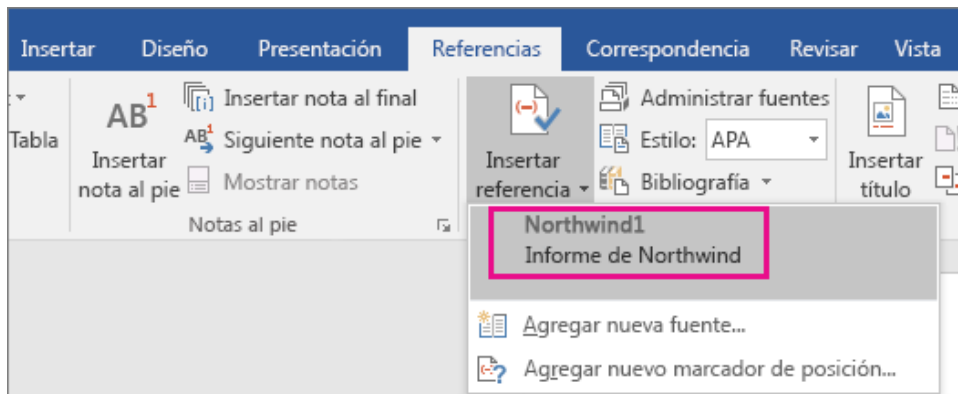 Insertar Diseño Presentación Referencias Correspondencia Revisar Vista
Tabla
AB1
Insertar
nota al pie
[i] Insertar nota al final
AB1 Siguiente nota al pie
Mostrar notas
Notas al pie
Insertar
referencia
Administrar fuentes
Estilo: APA
Bibliografía
Insertar
título
Northwind1
Informe de Northwind
Agregar nueva fuente...
Agregar nuevo marcador de posición...